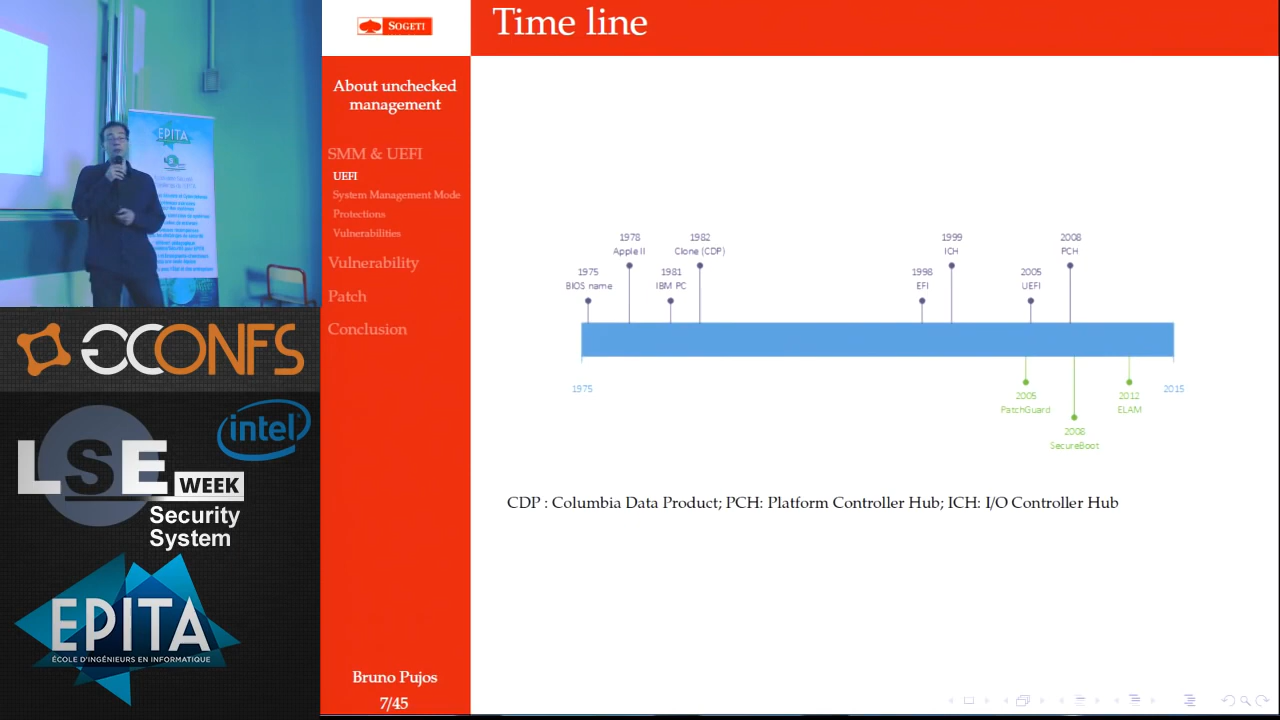 SOGETI
Time line
About unchecked
management
SMM & UEFI
UEFI
System Management Mode
Protections
Vulnerabilities
Vulnerability
Patch
Conclusion
Bruno Pujos
7/45
1978
Apple II
1982
Clone (CDP)
1999
ICH
2008
PCH
1975
BIOS name
1981
IBM PC
1998
EFI
2005
UEFI
1975
2015
2005
PatchGuard
2012
ELAM
2008
SecureBoot
CDP : Columbia Data Product; PCH: Platform Controller Hub; ICH: I/O Controller Hub
EPITA
GCONFS
intel
LSE
WEEK
Security
System
EPITA
ÉCOLE D'INGÉNIEURS EN INFORMATIQUE